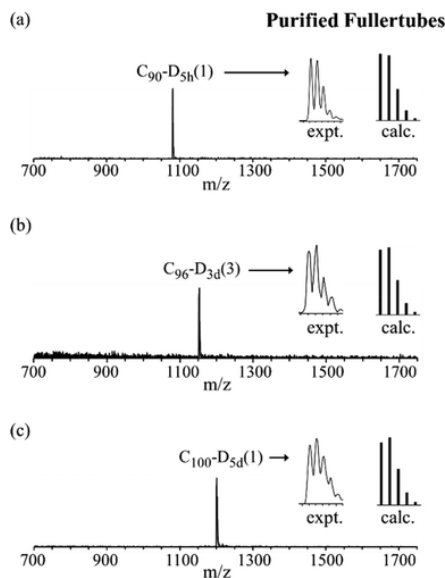 (a) Purified Fullertubes
C₉₀-D₅ₕ(1)
expt. calc.
700 900 1100 1300 1500 1700
m/z
(b)
C₉₆-D₃d(3)
expt. calc.
700 900 1100 1300 1500 1700
m/z
(c)
C₁₀₀-D₅d(1)
expt. calc.
700 900 1100 1300 1500 1700
m/z